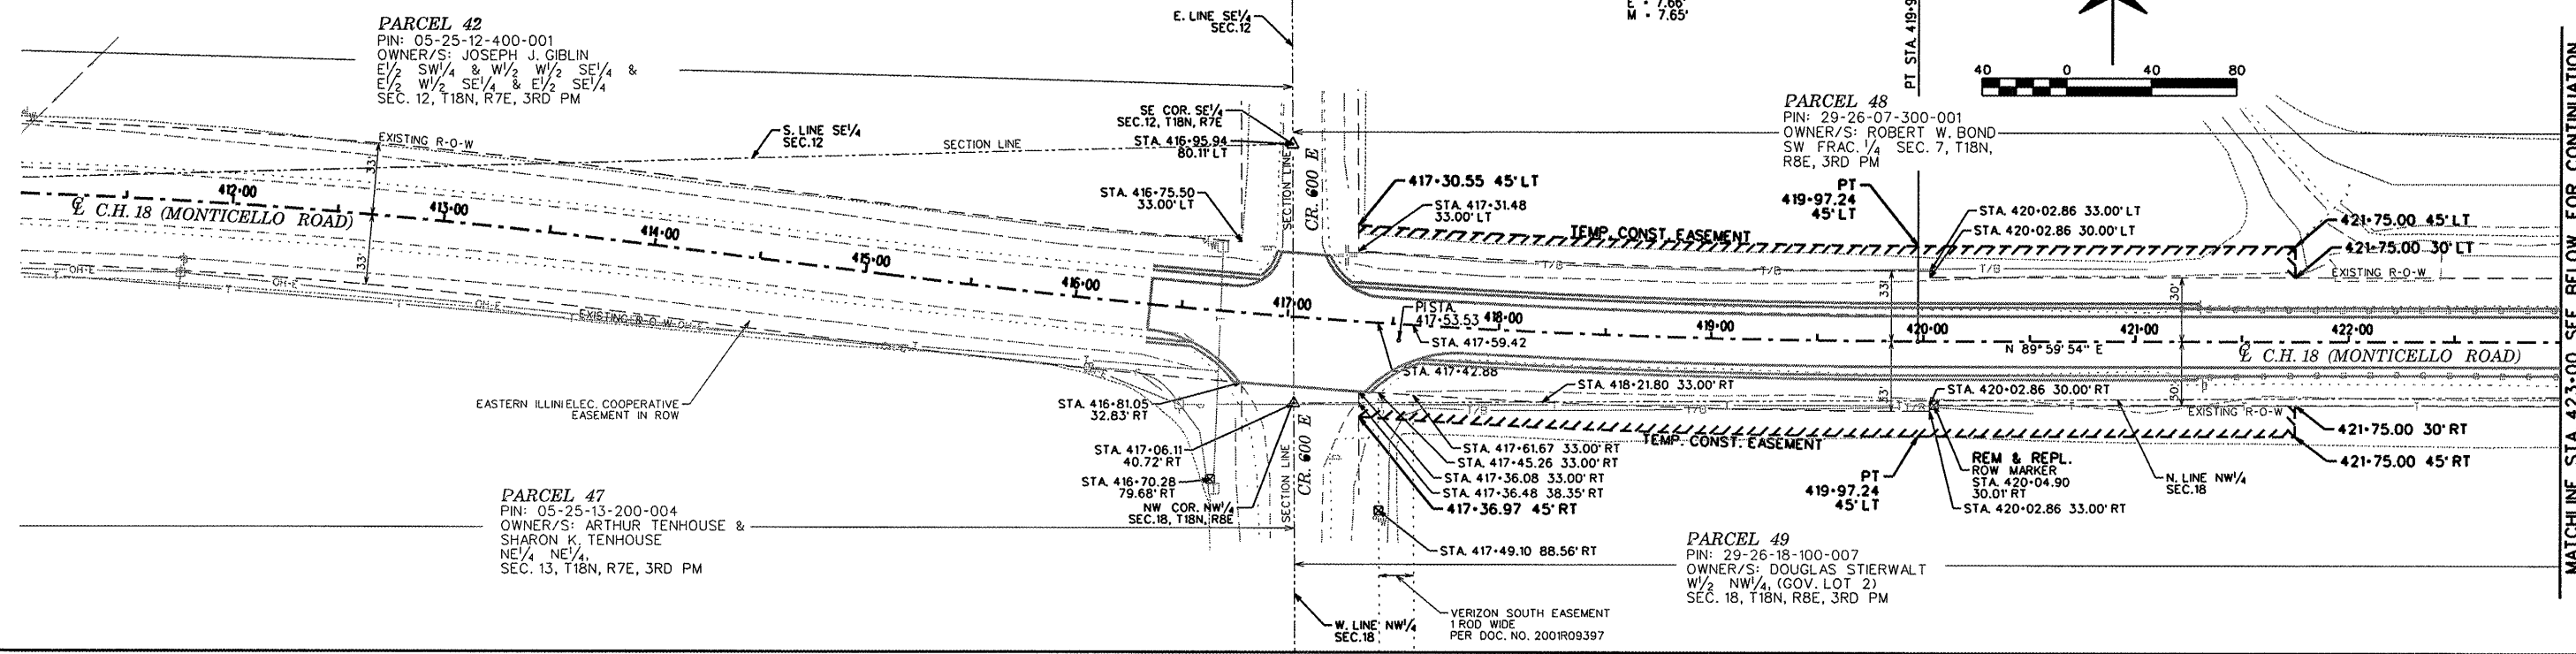 PARCEL 42
PIN: 05-25-12-400-001
OWNER/S: JOSEPH J. GIBLIN
E1/2 SW1/4 & W1/2 W1/2 SE1/4 &
E1/2 W1/2 SE1/4 & E1/2 SE1/4
SEC. 12, T18N, R7E, 3RD PM
E. LINE SE1/4
SEC.12
E = 7.66'
M = 7.65'
PT STA. 419+9
40 0 40 80
SE COR. SE1/4
SEC.12, T18N, R7E
STA. 416+95.94
80.11' LT
S. LINE SE1/4
SEC.12
SECTION LINE
EXISTING R-O-W
33'
33'
PARCEL 48
PIN: 29-26-07-300-001
OWNER/S: ROBERT W. BOND
SW FRAC. 1/4 SEC. 7, T18N,
R8E, 3RD PM
STA. 416+75.50
33.00' LT
SECTION LINE
CR. 600 E
417+30.55 45' LT
STA. 417+31.48
33.00' LT
PT
419+97.24
45' LT
STA. 420+02.86 33.00' LT
STA. 420+02.86 30.00' LT
421+75.00 45' LT
421+75.00 30' LT
TEMP. CONST. EASEMENT
T/B T/B T/B
EXISTING R-O-W
412+00
413+00
414+00
415+00
416+00
417+00
418+00
419+00
420+00
421+00
422+00
℄ C.H. 18 (MONTICELLO ROAD)
OH-E
OH-E
EXISTING R-O-W OH-E
PI STA.
417+53.53
STA. 417+59.42
STA. 417+42.88
33'
33'
30'
30'
N 89°59'54" E
℄ C.H. 18 (MONTICELLO ROAD)
EASTERN ILLINI ELEC. COOPERATIVE
EASEMENT IN ROW
STA. 416+81.05
32.83' RT
STA. 417+06.11
40.72' RT
STA. 416+70.28
79.68' RT
NW COR. NW1/4
SEC.18, T18N, R8E
SECTION LINE
CR. 600 E
STA. 418+21.80 33.00' RT
T/B T/B T/B
STA. 420+02.86 30.00' RT
EXISTING R-O-W
TEMP. CONST. EASEMENT
STA. 417+61.67 33.00' RT
STA. 417+45.26 33.00' RT
STA. 417+36.08 33.00' RT
STA. 417+36.48 38.35' RT
417+36.97 45' RT
PT
419+97.24
45' LT
REM & REPL.
ROW MARKER
STA. 420+04.90
30.01' RT
STA. 420+02.86 33.00' RT
N. LINE NW1/4
SEC.18
421+75.00 30' RT
421+75.00 45' RT
PARCEL 47
PIN: 05-25-13-200-004
OWNER/S: ARTHUR TENHOUSE &
SHARON K. TENHOUSE
NE1/4 NE1/4,
SEC. 13, T18N, R7E, 3RD PM
STA. 417+49.10 88.56' RT
PARCEL 49
PIN: 29-26-18-100-007
OWNER/S: DOUGLAS STIERWALT
W1/2 NW1/4, (GOV. LOT 2)
SEC. 18, T18N, R8E, 3RD PM
W. LINE NW1/4
SEC.18
VERIZON SOUTH EASEMENT
1 ROD WIDE
PER DOC. NO. 2001R09397
MATCHLINE STA. 423+00 SEE BELOW FOR CONTINUATION